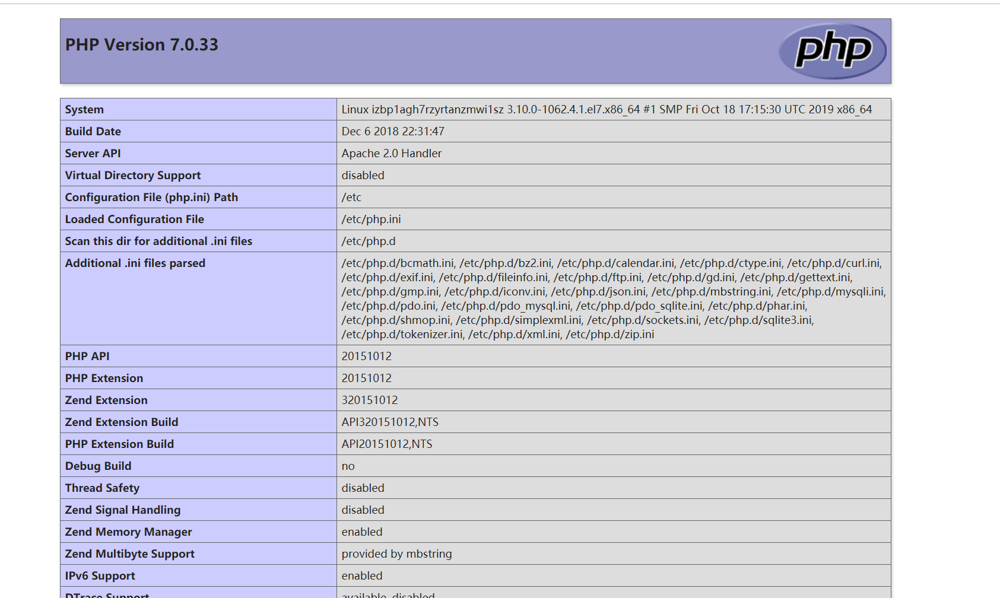 PHP Version 7.0.33
php
System Linux izbp1agh7rzyrtanzmwi1sz 3.10.0-1062.4.1.el7.x86_64 #1 SMP Fri Oct 18 17:15:30 UTC 2019 x86_64
Build Date Dec 6 2018 22:31:47
Server API Apache 2.0 Handler
Virtual Directory Support disabled
Configuration File (php.ini) Path /etc
Loaded Configuration File /etc/php.ini
Scan this dir for additional .ini files /etc/php.d
Additional .ini files parsed /etc/php.d/bcmath.ini, /etc/php.d/bz2.ini, /etc/php.d/calendar.ini, /etc/php.d/ctype.ini, /etc/php.d/curl.ini,
/etc/php.d/exif.ini, /etc/php.d/fileinfo.ini, /etc/php.d/ftp.ini, /etc/php.d/gd.ini, /etc/php.d/gettext.ini,
/etc/php.d/gmp.ini, /etc/php.d/iconv.ini, /etc/php.d/json.ini, /etc/php.d/mbstring.ini, /etc/php.d/mysqli.ini,
/etc/php.d/pdo.ini, /etc/php.d/pdo_mysql.ini, /etc/php.d/pdo_sqlite.ini, /etc/php.d/phar.ini,
/etc/php.d/shmop.ini, /etc/php.d/simplexml.ini, /etc/php.d/sockets.ini, /etc/php.d/sqlite3.ini,
/etc/php.d/tokenizer.ini, /etc/php.d/xml.ini, /etc/php.d/zip.ini
PHP API 20151012
PHP Extension 20151012
Zend Extension 320151012
Zend Extension Build API320151012,NTS
PHP Extension Build API20151012,NTS
Debug Build no
Thread Safety disabled
Zend Signal Handling disabled
Zend Memory Manager enabled
Zend Multibyte Support provided by mbstring
IPv6 Support enabled
DTrace Support available, disabled